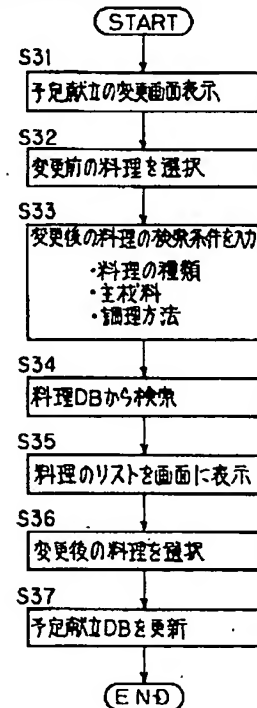 START
S31
予定献立の変更画面表示
S32
変更前の料理を選択
S33
変更後の料理の検索条件を入力
・料理の種類
・主材料
・調理方法
S34
料理DBから検索
S35
料理のリストを画面に表示
S36
変更後の料理を選択
S37
予定献立DBを更新
END